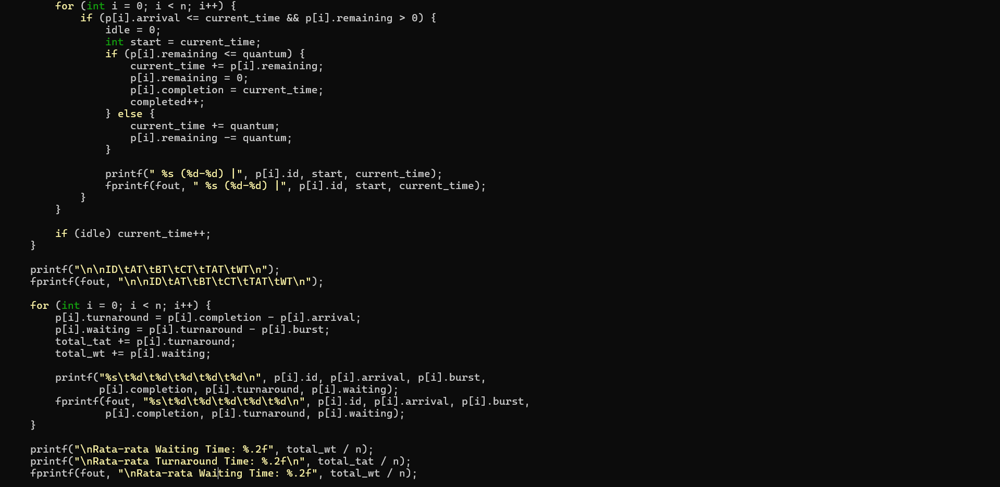 for (int i = 0; i < n; i++) {
if (p[i].arrival <= current_time && p[i].remaining > 0) {
idle = 0;
int start = current_time;
if (p[i].remaining <= quantum) {
current_time += p[i].remaining;
p[i].remaining = 0;
p[i].completion = current_time;
completed++;
} else {
current_time += quantum;
p[i].remaining -= quantum;
}
printf(" %s (%d-%d) |", p[i].id, start, current_time);
fprintf(fout, " %s (%d-%d) |", p[i].id, start, current_time);
}
}
if (idle) current_time++;
}
printf("\n\nID\tAT\tBT\tCT\tTAT\tWT\n");
fprintf(fout, "\n\nID\tAT\tBT\tCT\tTAT\tWT\n");
for (int i = 0; i < n; i++) {
p[i].turnaround = p[i].completion - p[i].arrival;
p[i].waiting = p[i].turnaround - p[i].burst;
total_tat += p[i].turnaround;
total_wt += p[i].waiting;
printf("%s\t%d\t%d\t%d\t%d\t%d\n", p[i].id, p[i].arrival, p[i].burst,
p[i].completion, p[i].turnaround, p[i].waiting);
fprintf(fout, "%s\t%d\t%d\t%d\t%d\t%d\n", p[i].id, p[i].arrival, p[i].burst,
p[i].completion, p[i].turnaround, p[i].waiting);
}
printf("\nRata-rata Waiting Time: %.2f", total_wt / n);
printf("\nRata-rata Turnaround Time: %.2f\n", total_tat / n);
fprintf(fout, "\nRata-rata Waiting Time: %.2f", total_wt / n);